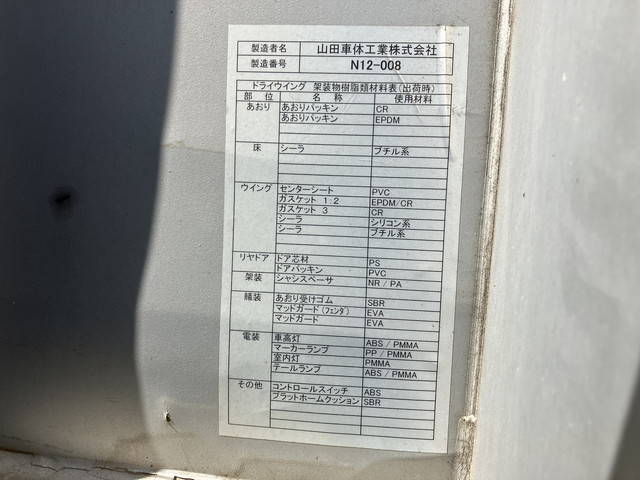 製造者名 山田車体工業株式会社
製造番号 N12-008
ドライウイング 架装物樹脂類材料表(出荷時)
部位 名称 使用材料
あおり あおりパッキン CR
あおりパッキン EPDM
床 シーラ ブチル系
ウイング センターシート PVC
ガスケット 1.2 EPDM/CR
ガスケット 3 CR
シーラ シリコン系
シーラ ブチル系
リヤドア ドア芯材 PS
ドアパッキン PVC
架装 シャシスペーサ NR / PA
艤装 あおり受けゴム SBR
マッドガード(フェンダ) EVA
マッドガード EVA
電装 車高灯 ABS / PMMA
マーカーランプ PP / PMMA
室内灯 PMMA
テールランプ ABS / PMMA
その他 コントロールスイッチ ABS
プラットホームクッション SBR